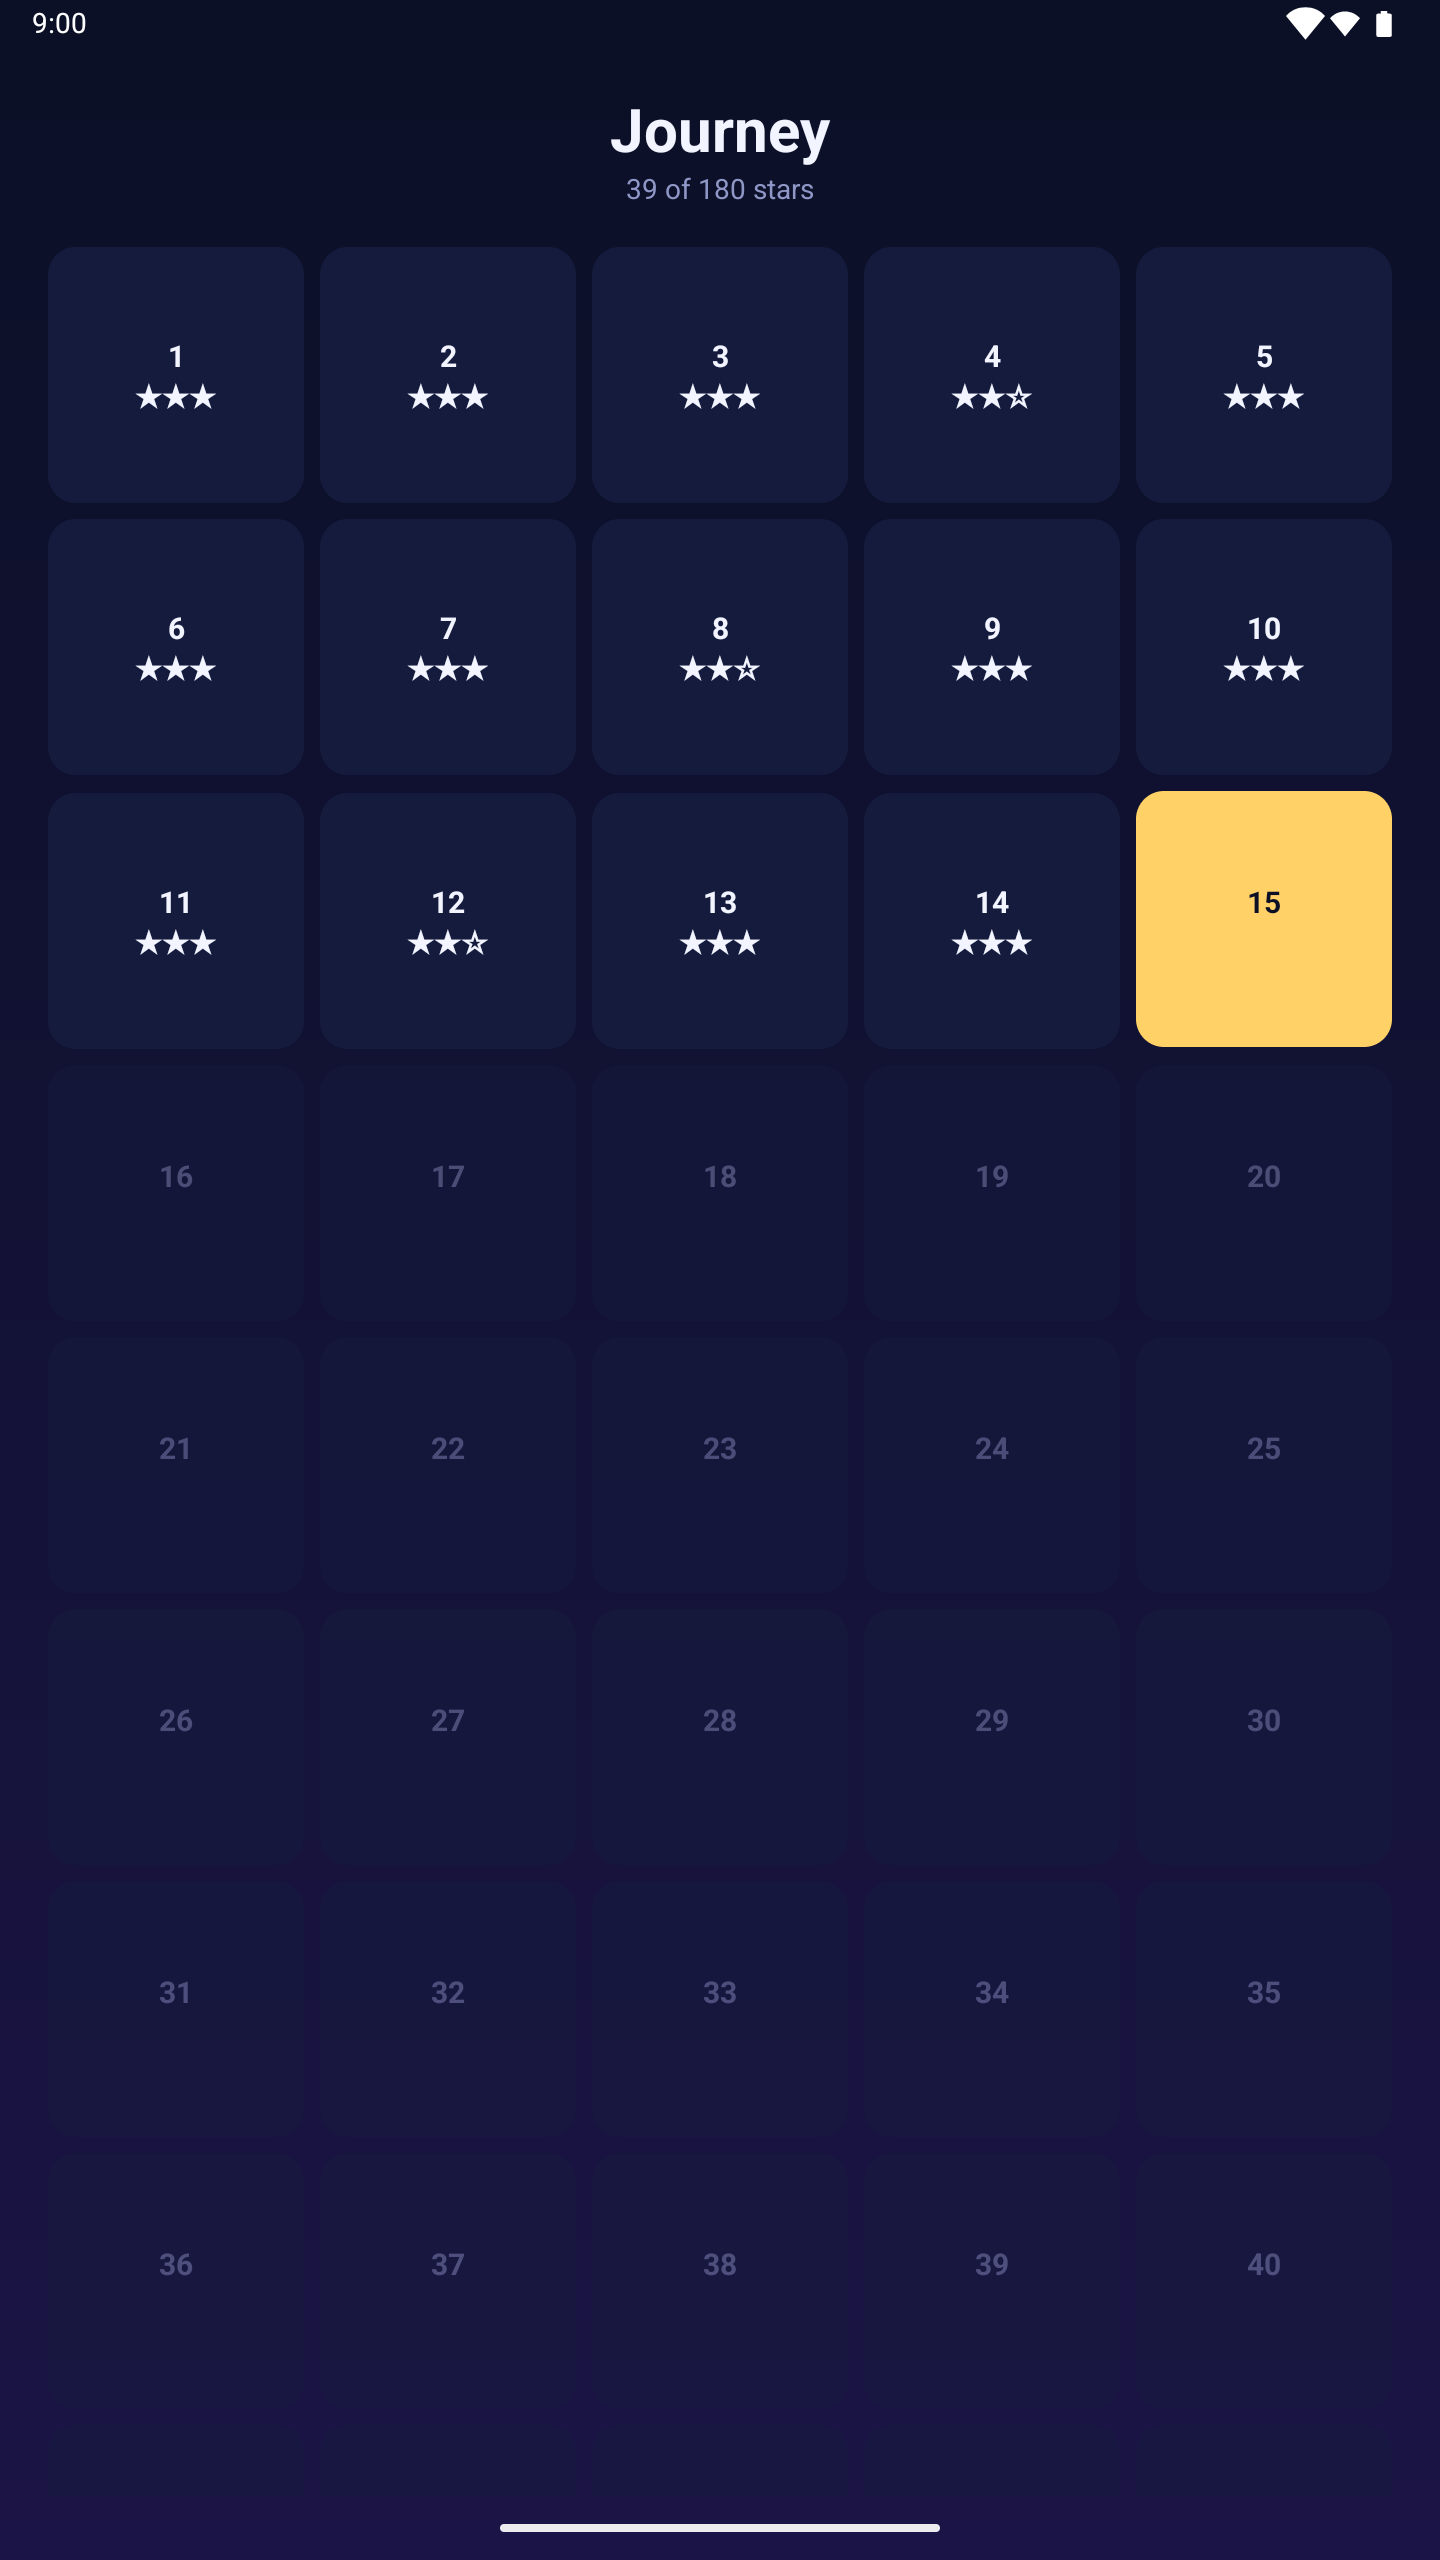 9:00
Journey
39 of 180 stars
1 2 3 4 5
★★★ ★★★ ★★★ ★★☆ ★★★
6 7 8 9 10
★★★ ★★★ ★★☆ ★★★ ★★★
11 12 13 14 15
★★★ ★★☆ ★★★ ★★★
16 17 18 19 20
21 22 23 24 25
26 27 28 29 30
31 32 33 34 35
36 37 38 39 40